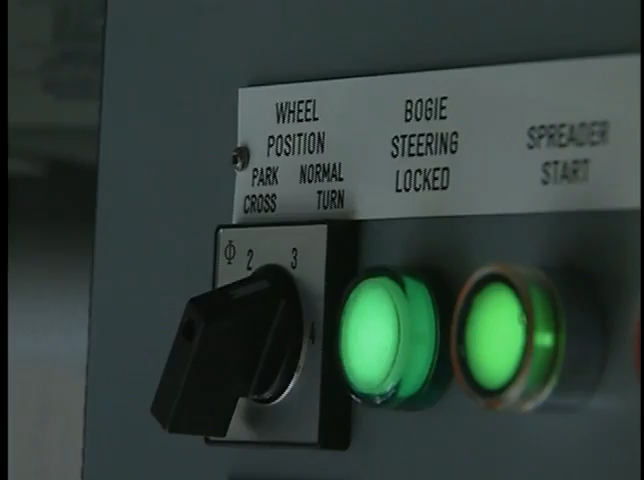 WHEEL
POSITION
PARK NORMAL
CROSS TURN
BOGIE
STEERING
LOCKED
SPREADER
START
Φ 2 3
4